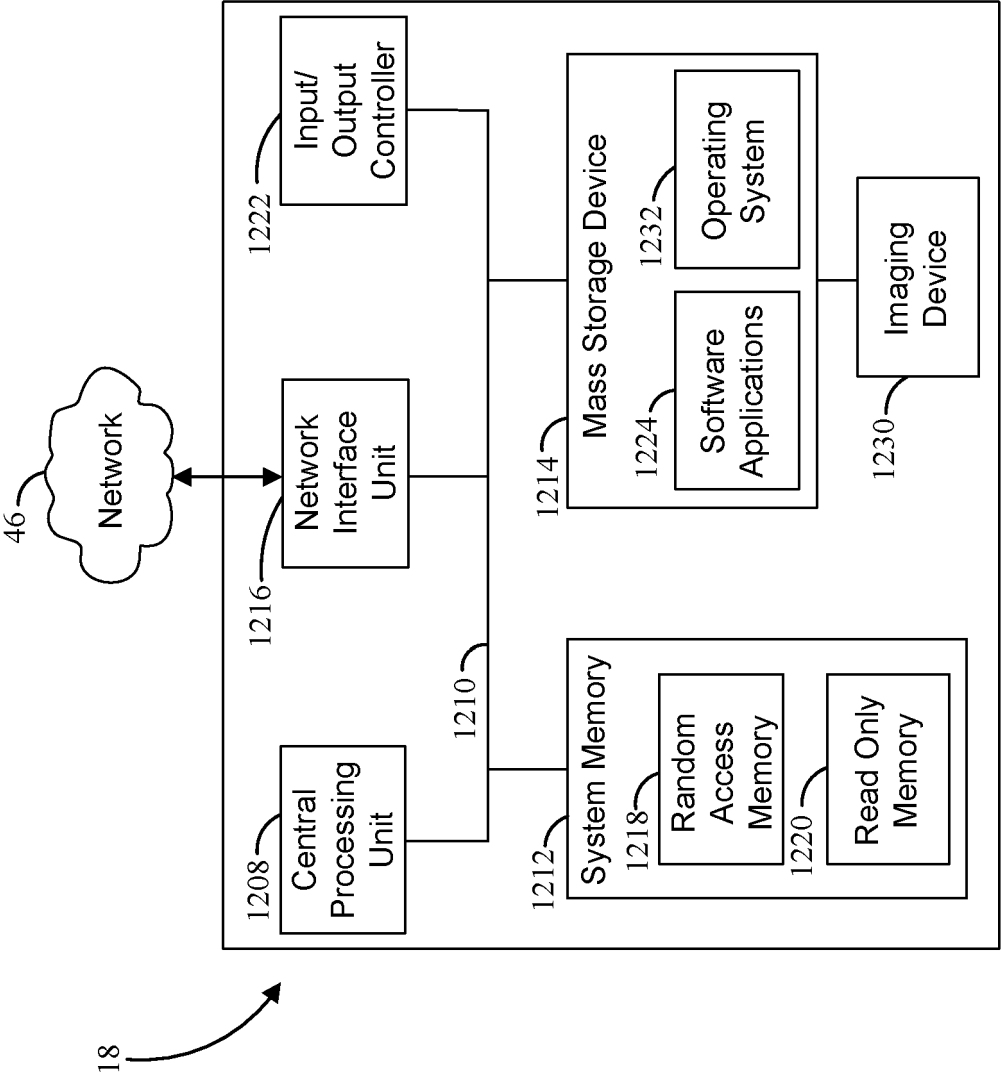 46
Network
18
1208
Central
Processing
Unit
1216
Network
Interface
Unit
1222
Input/
Output
Controller
1210
1212
System Memory
1218
Random
Access
Memory
1220
Read Only
Memory
1214
Mass Storage Device
1224
Software
Applications
1232
Operating
System
1230
Imaging
Device